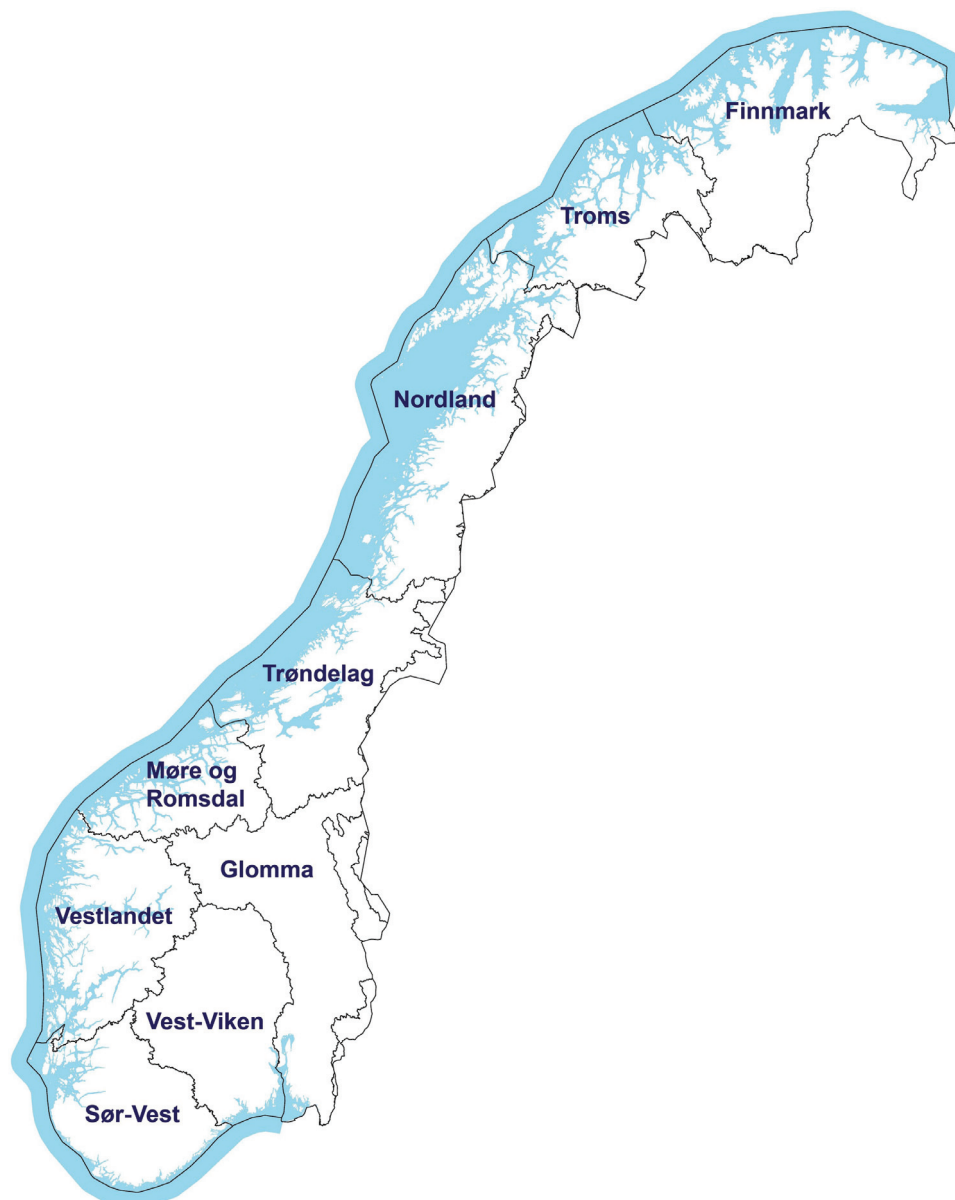 Finnmark
Troms
Nordland
Trøndelag
Møre og
Romsdal
Glomma
Vestlandet
Vest-Viken
Sør-Vest